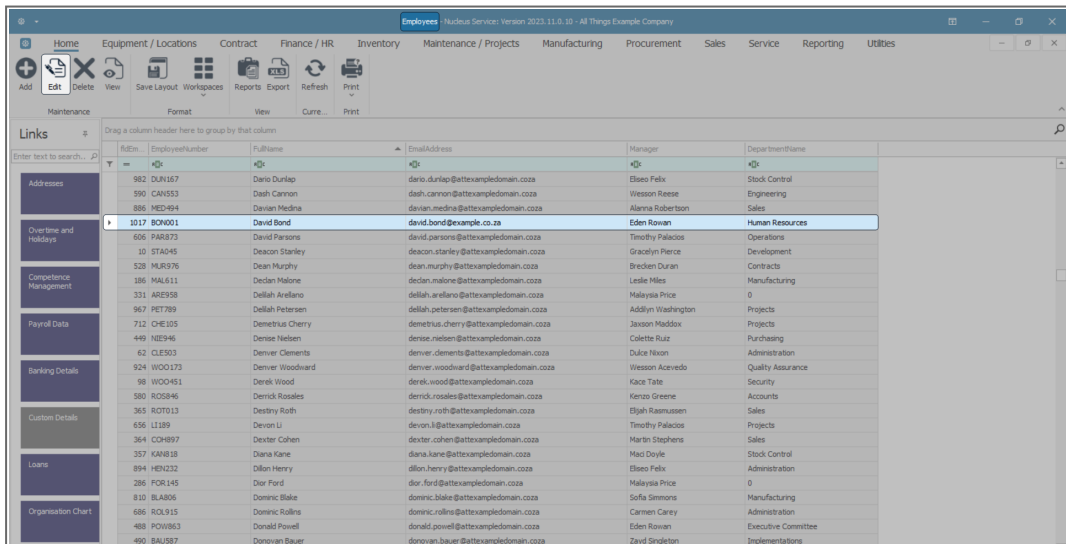 Employees - Nucleus Service: Version 2023.11.0.10 - All Things Example Company
Home Equipment / Locations Contract Finance / HR Inventory Maintenance / Projects Manufacturing Procurement Sales Service Reporting Utilities
Add Edit Delete View Save Layout Workspaces Reports Export Refresh Print
XLS
Maintenance Format View Curre... Print
Links
Drag a column header here to group by that column
fldEm... EmployeeNumber FullName EmailAddress Manager DepartmentName
Enter text to search...
Addresses
Overtime and Holidays
Competence Management
Payroll Data
Banking Details
Custom Details
Loans
Organisation Chart
982 DUN167 Dario Dunlap dario.dunlap@attexampledomain.coza Eliseo Felix Stock Control
590 CAN553 Dash Cannon dash.cannon@attexampledomain.coza Wesson Reese Engineering
886 MED494 Davian Medina davian.medina@attexampledomain.coza Alanna Robertson Sales
1017 BON001 David Bond david.bond@example.co.za Eden Rowan Human Resources
606 PAR873 David Parsons david.parsons@attexampledomain.coza Timothy Palacios Operations
10 STA045 Deacon Stanley deacon.stanley@attexampledomain.coza Gracelyn Pierce Development
528 MUR976 Dean Murphy dean.murphy@attexampledomain.coza Brecken Duran Contracts
186 MAL611 Declan Malone declan.malone@attexampledomain.coza Leslie Miles Manufacturing
331 ARE958 Delilah Arellano delilah.arellano@attexampledomain.coza Malaysia Price 0
967 PET789 Delilah Petersen delilah.petersen@attexampledomain.coza Addilyn Washington Projects
712 CHE105 Demetrius Cherry demetrius.cherry@attexampledomain.coza Jaxson Maddox Projects
449 NIE946 Denise Nielsen denise.nielsen@attexampledomain.coza Colette Ruiz Purchasing
62 CLE503 Denver Clements denver.clements@attexampledomain.coza Dulce Nixon Administration
924 WOO173 Denver Woodward denver.woodward@attexampledomain.coza Wesson Acevedo Quality Assurance
98 WOO451 Derek Wood derek.wood@attexampledomain.coza Kace Tate Security
580 ROS846 Derrick Rosales derrick.rosales@attexampledomain.coza Kenzo Greene Accounts
365 ROT013 Destiny Roth destiny.roth@attexampledomain.coza Elijah Rasmussen Sales
656 LI189 Devon Li devon.li@attexampledomain.coza Timothy Palacios Projects
364 COH897 Dexter Cohen dexter.cohen@attexampledomain.coza Martin Stephens Sales
357 KAN818 Diana Kane diana.kane@attexampledomain.coza Maci Doyle Stock Control
894 HEN232 Dillon Henry dillon.henry@attexampledomain.coza Eliseo Felix Administration
286 FOR145 Dior Ford dior.ford@attexampledomain.coza Malaysia Price 0
810 BLA806 Dominic Blake dominic.blake@attexampledomain.coza Sofia Simmons Manufacturing
686 ROL915 Dominic Rollins dominic.rollins@attexampledomain.coza Carmen Carey Administration
488 POW863 Donald Powell donald.powell@attexampledomain.coza Eden Rowan Executive Committee
490 BAU587 Donovan Bauer donovan.bauer@attexampledomain.coza Zayd Singleton Implementations